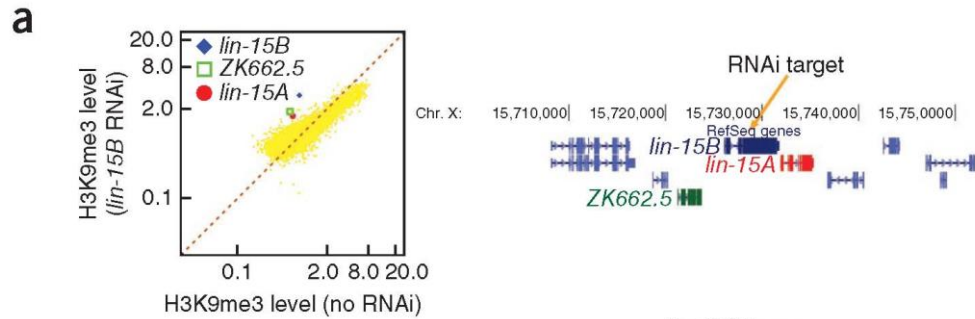 a
H3K9me3 level
(lin-15B RNAi)
20.0
8.0
2.0
0.1
lin-15B
ZK662.5
lin-15A
0.1 2.0 8.0 20.0
H3K9me3 level (no RNAi)
RNAi target
Chr. X: 15,710,000 15,720,000 15,730,000 15,740,000 15,750,000
RefSeq genes
lin-15B
lin-15A
ZK662.5